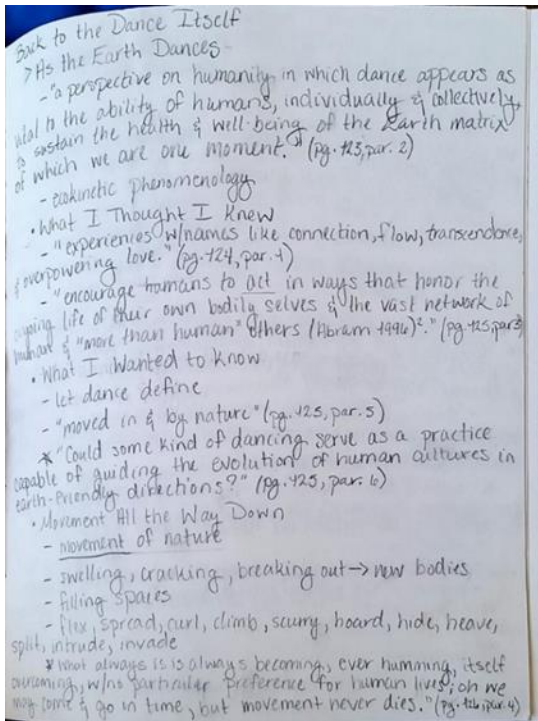 Back to the Dance Itself
> As the Earth Dances
- "a perspective on humanity in which dance appears as
vital to the ability of humans, individually & collectively,
to sustain the health & well-being of the Earth matrix
of which we are one moment." (pg. 123, par. 2)
- ecokinetic phenomenology
• What I Thought I Knew
- "experiences w/names like connection, flow, transcendence,
& overpowering love." (pg. 124, par. 1)
- "encourage humans to act in ways that honor the
ongoing life of their own bodily selves & the vast network of
human & "more than human" others (Abram 1996)²." (pg. 125, par 3)
• What I Wanted to Know
- let dance define
- "moved in & by nature" (pg. 125, par. 5)
* "Could some kind of dancing serve as a practice
capable of guiding the evolution of human cultures in
earth-friendly directions?" (pg. 125, par. 6)
• Movement All the Way Down
- movement of nature
- swelling, cracking, breaking out → new bodies
- filling spaces
- flex, spread, curl, climb, scurry, hoard, hide, heave,
split, intrude, invade
* "What always is is always becoming, ever humming, itself
overcoming, w/no particular preference for human lives; oh we
may come & go in time, but movement never dies." (pg. 126, par. 4)